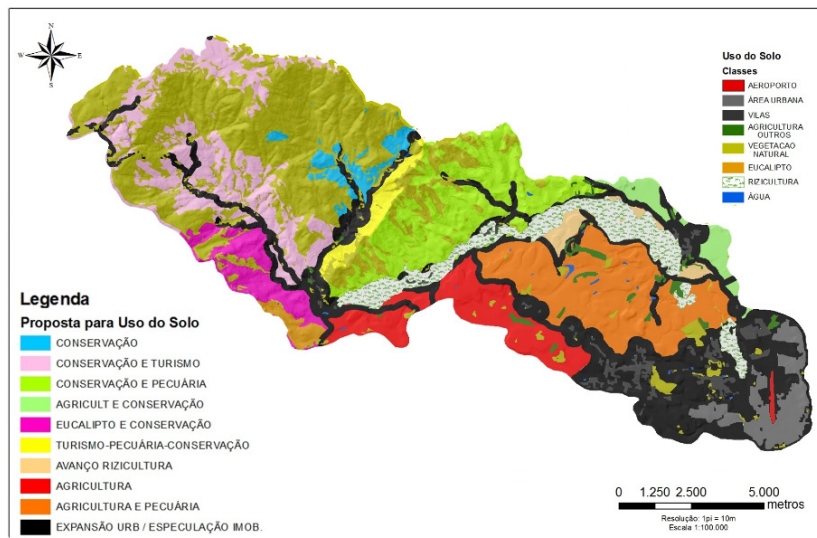 N
W
E
S
Uso do Solo
Classes
AEROPORTO
ÁREA URBANA
VILAS
AGRICULTURA
OUTROS
VEGETACAO
NATURAL
EUCALIPTO
RIZICULTURA
ÁGUA
Legenda
Proposta para Uso do Solo
CONSERVAÇÃO
CONSERVAÇÃO E TURISMO
CONSERVAÇÃO E PECUÁRIA
AGRICULT E CONSERVAÇÃO
EUCALIPTO E CONSERVAÇÃO
TURISMO-PECUÁRIA-CONSERVAÇÃO
AVANÇO RIZICULTURA
AGRICULTURA
AGRICULTURA E PECUÁRIA
EXPANSÃO URB / ESPECULAÇÃO IMOB.
0 1.250 2.500 5.000
metros
Resolução: 1pi = 10m
Escala 1:100.000